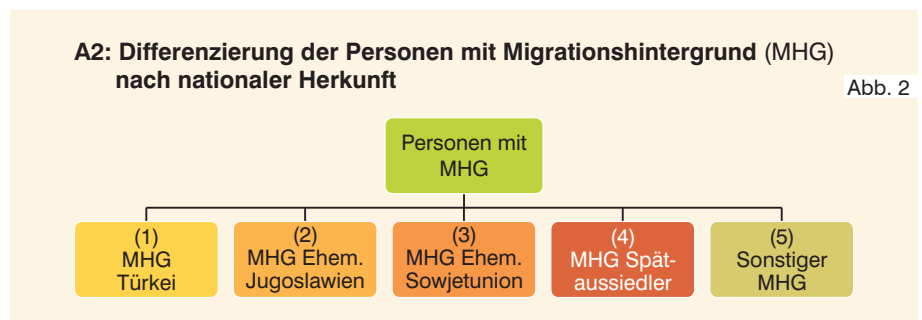 A2: Differenzierung der Personen mit Migrationshintergrund (MHG)
nach nationaler Herkunft
Abb. 2
Personen mit
MHG
(1)
MHG
Türkei
(2)
MHG Ehem.
Jugoslawien
(3)
MHG Ehem.
Sowjetunion
(4)
MHG Spät-
aussiedler
(5)
Sonstiger
MHG